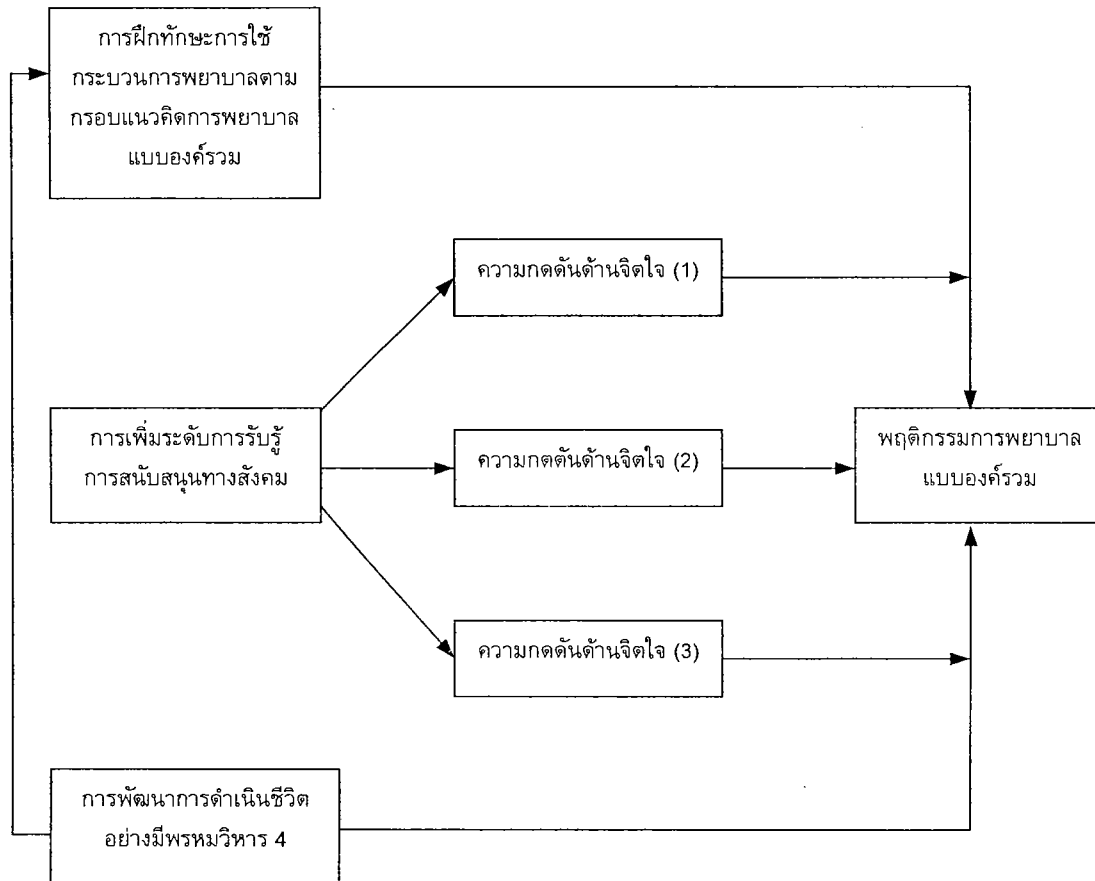 การฝึกทักษะการใช้
กระบวนการพยาบาลตาม
กรอบแนวคิดการพยาบาล
แบบองค์รวม
ความกดดันด้านจิตใจ (1)
การเพิ่มระดับการรับรู้
การสนับสนุนทางสังคม
ความกตตันด้านจิตใจ (2)
พฤติกรรมการพยาบาล
แบบองค์รวม
ความกดดันด้านจิตใจ (3)
การพัฒนาการดำเนินชีวิต
อย่างมีพรหมวิหาร 4